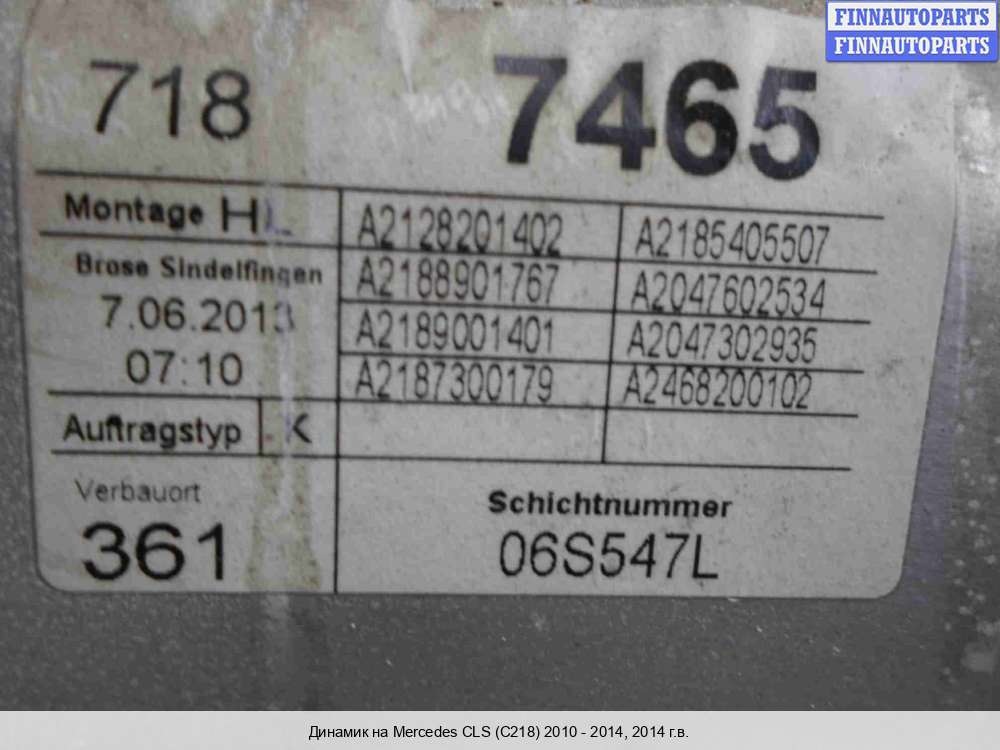 FINNAUTOPARTS
FINNAUTOPARTS
718 7465
Montage HL
A2128201402 A2185405507
Brose Sindelfingen
A2188901767 A2047602534
7.06.2013
A2189001401 A2047302935
07:10
A2187300179 A2468200102
Auftragstyp K
Verbauort
361
Schichtnummer
06S547L
Динамик на Mercedes CLS (C218) 2010 - 2014, 2014 г.в.